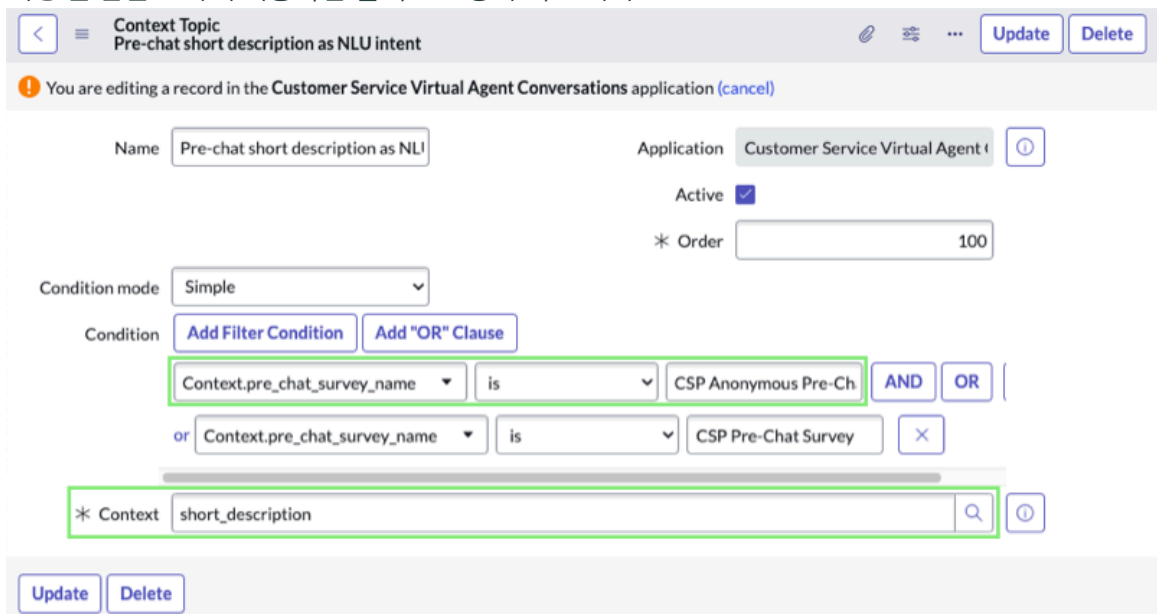 Context Topic
Pre-chat short description as NLU intent
Update
Delete
You are editing a record in the Customer Service Virtual Agent Conversations application (cancel)
Name
Pre-chat short description as NL
Application
Customer Service Virtual Agent
Active
* Order
100
Condition mode
Simple
Condition
Add Filter Condition
Add "OR" Clause
Context.pre_chat_survey_name
is
CSP Anonymous Pre-Ch
AND
OR
or
Context.pre_chat_survey_name
is
CSP Pre-Chat Survey
* Context
short_description
Update
Delete